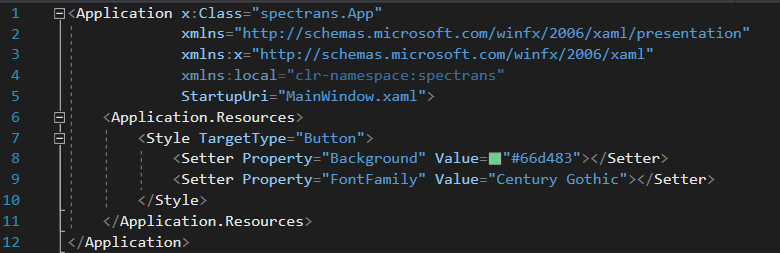 1 <Application x:Class="spectrans.App"
2 xmlns="http://schemas.microsoft.com/winfx/2006/xaml/presentation"
3 xmlns:x="http://schemas.microsoft.com/winfx/2006/xaml"
4 xmlns:local="clr-namespace:spectrans"
5 StartupUri="MainWindow.xaml">
6 <Application.Resources>
7 <Style TargetType="Button">
8 <Setter Property="Background" Value="#66d483"></Setter>
9 <Setter Property="FontFamily" Value="Century Gothic"></Setter>
10 </Style>
11 </Application.Resources>
12 </Application>